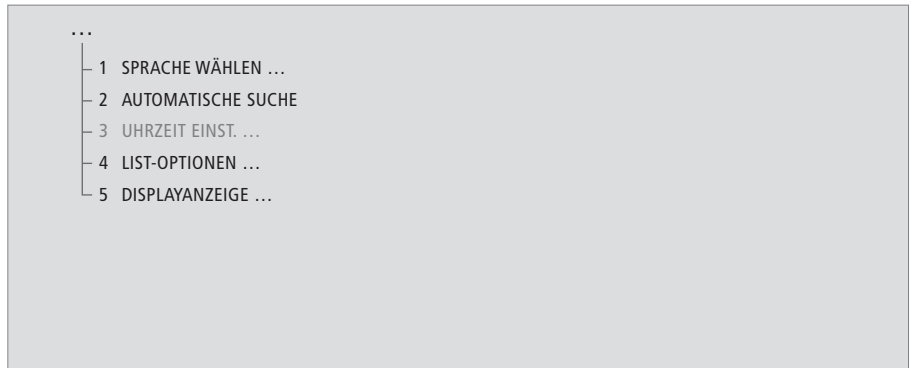 ...
1 SPRACHE WÄHLEN ...
2 AUTOMATISCHE SUCHE
3 UHRZEIT EINST. ...
4 LIST-OPTIONEN ...
5 DISPLAYANZEIGE ...